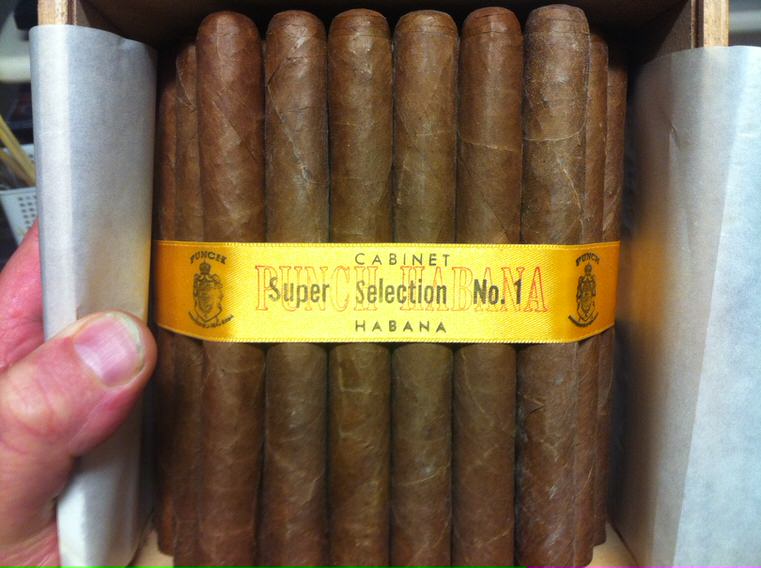 CABINET
PUNCH PUNCH HABANA PUNCH
Super Selection No. 1
HABANA